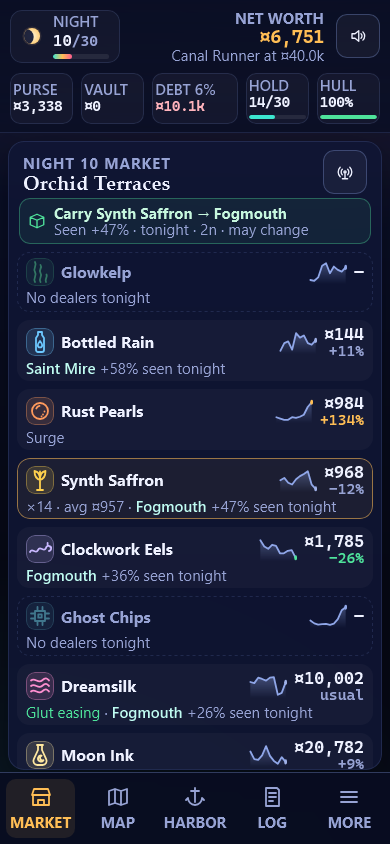 NIGHT
10/30
NET WORTH
¤6,751
Canal Runner at ¤40.0k
PURSE
¤3,338
VAULT
¤0
DEBT 6%
¤10.1k
HOLD
14/30
HULL
100%
NIGHT 10 MARKET
Orchid Terraces
Carry Synth Saffron → Fogmouth
Seen +47% · tonight · 2n · may change
Glowkelp
–
No dealers tonight
Bottled Rain
¤144
+11%
Saint Mire +58% seen tonight
Rust Pearls
¤984
+134%
Surge
Synth Saffron
¤968
−12%
×14 · avg ¤957 · Fogmouth +47% seen tonight
Clockwork Eels
¤1,785
−26%
Fogmouth +36% seen tonight
Ghost Chips
–
No dealers tonight
Dreamsilk
¤10,002
usual
Glut easing · Fogmouth +26% seen tonight
Moon Ink
¤20,782
+9%
MARKET
MAP
HARBOR
LOG
MORE